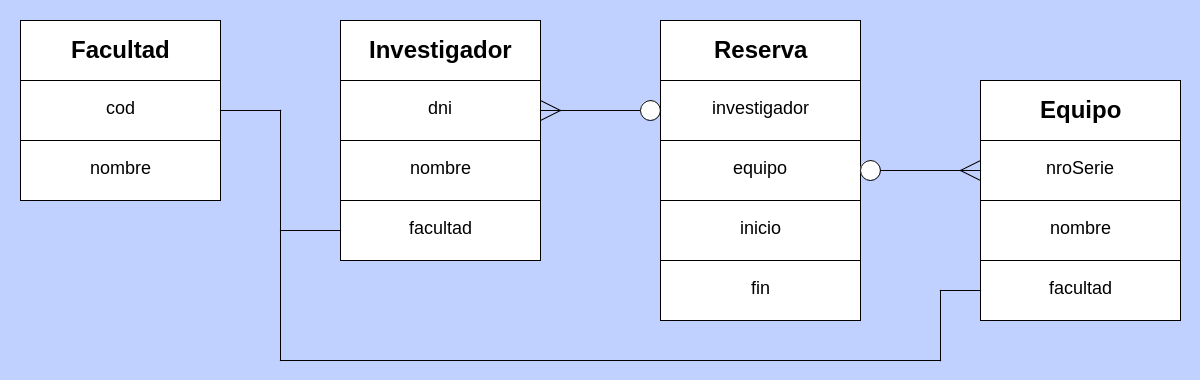 Facultad
cod
nombre
Investigador
dni
nombre
facultad
Reserva
investigador
equipo
inicio
fin
Equipo
nroSerie
nombre
facultad